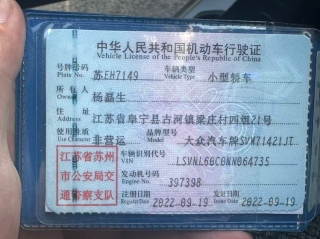 中华人民共和国机动车行驶证
Vehicle License of the People's Republic of China
号牌号码 苏EH7149 车辆类型 小型轿车
Plate No. Vehicle Type
所有人 杨磊生
Owner
住址 江苏省阜宁县古河镇梁庄村四组21号
Address
使用性质 非营运 品牌型号 大众汽车牌SVW71421JT
Use Character
江苏省苏州
市公安局交
通警察支队
车辆识别代号 LSVNL66C0NN064735
VIN
发动机号码 397398
Engine No.
注册日期 2022-09-19 发证日期 2022-09-19
Register Date Issue Date